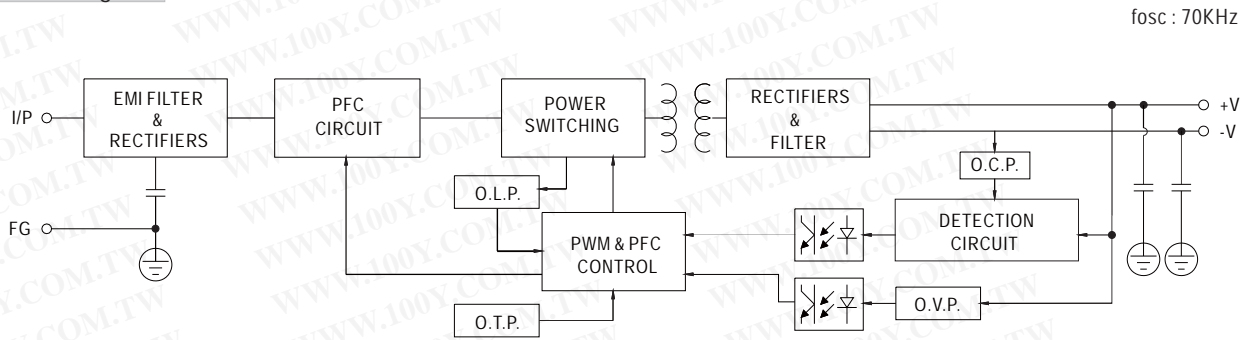 fosc : 70KHz
I/P
EMI FILTER
&
RECTIFIERS
PFC
CIRCUIT
POWER
SWITCHING
RECTIFIERS
&
FILTER
+V
-V
O.C.P.
O.L.P.
FG
PWM & PFC
CONTROL
DETECTION
CIRCUIT
O.V.P.
O.T.P.
WWW.100Y.COM.TW